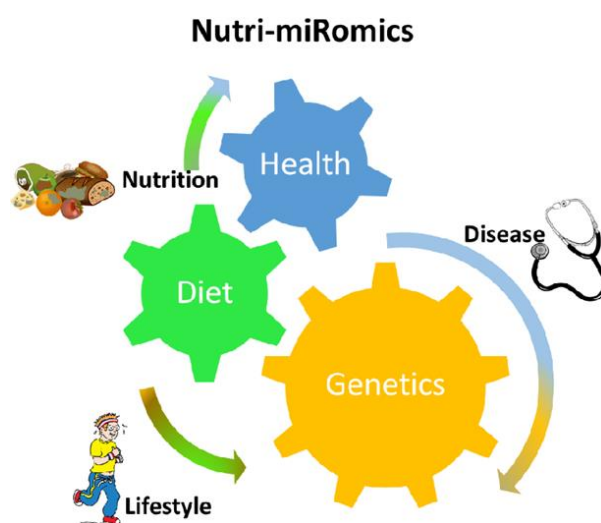 Nutri-miRomics
Health
Nutrition
Disease
Diet
Genetics
Lifestyle